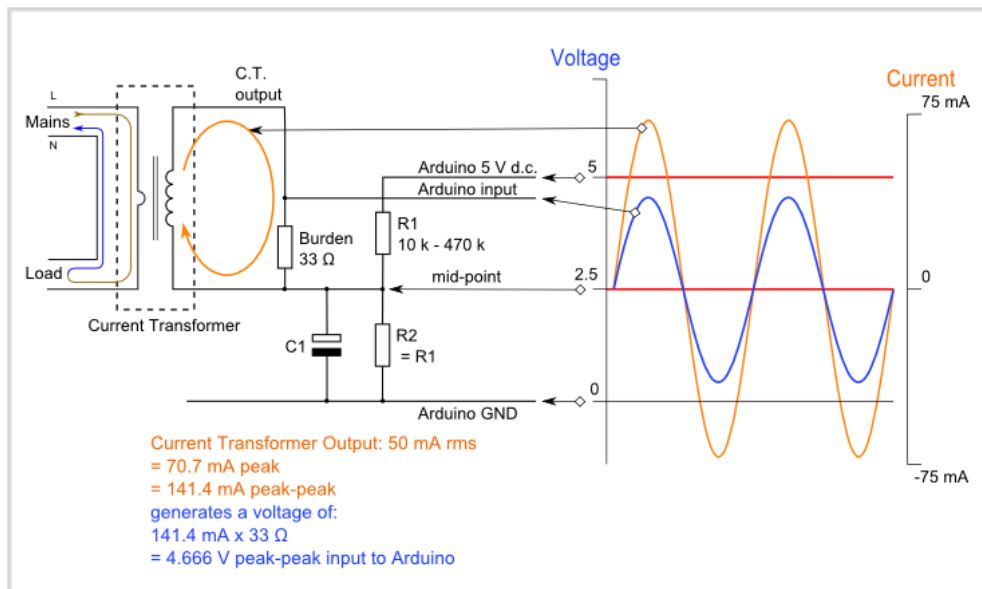 Voltage
C.T.
output
Current
75 mA
L
Mains
N
Arduino 5 V d.c.
5
Arduino input
R1
10 k - 470 k
Burden
33 Ω
mid-point
2.5
0
Load
Current Transformer
C1
R2
= R1
0
Arduino GND
-75 mA
Current Transformer Output: 50 mA rms
= 70.7 mA peak
= 141.4 mA peak-peak
generates a voltage of:
141.4 mA x 33 Ω
= 4.666 V peak-peak input to Arduino